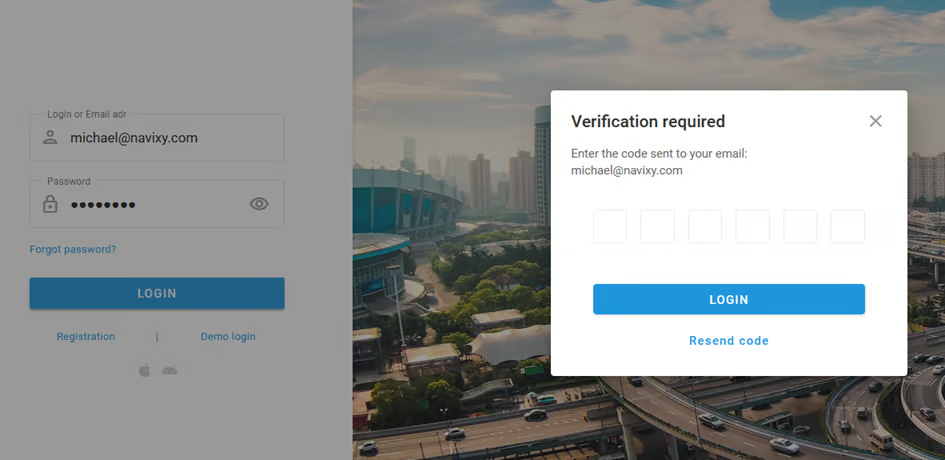 Login or Email adr
michael@navixy.com
Password
Forgot password?
LOGIN
Registration | Demo login
Verification required
Enter the code sent to your email:
michael@navixy.com
LOGIN
Resend code